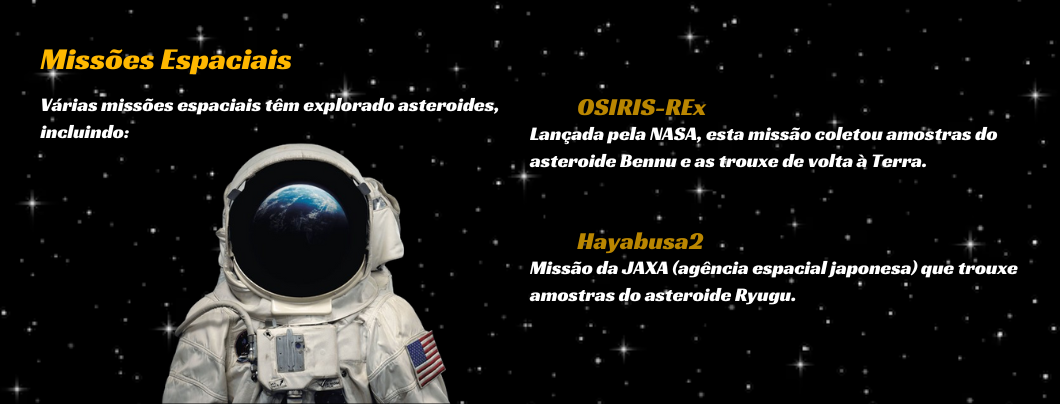 Missões Espaciais
Várias missões espaciais têm explorado asteroides,
incluindo:
OSIRIS-REx
Lançada pela NASA, esta missão coletou amostras do
asteroide Bennu e as trouxe de volta à Terra.
Hayabusa2
Missão da JAXA (agência espacial japonesa) que trouxe
amostras do asteroide Ryugu.